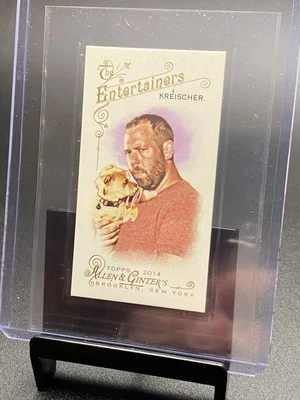 The
Entertainers
KREISCHER.
TOPPS 2014
ALLEN & GINTER'S
BROOKLYN, NEW YORK